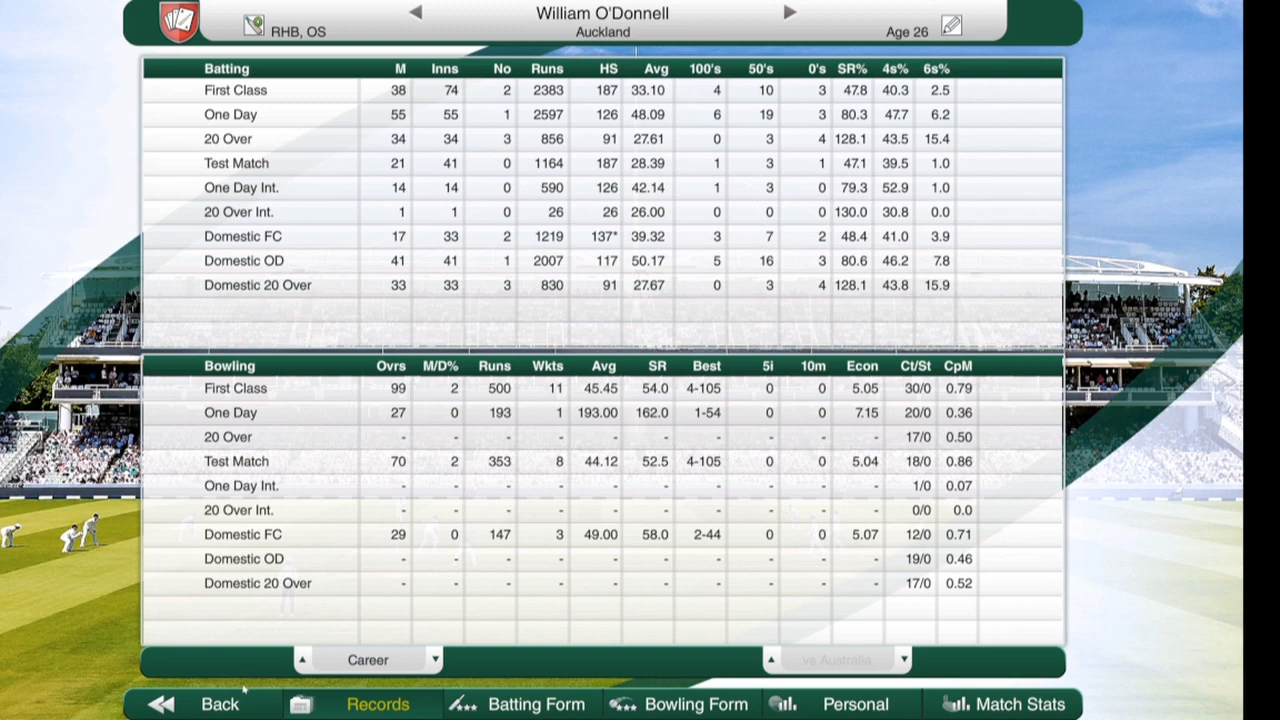 William O'Donnell
RHB, OS Auckland Age 26
Batting M Inns No Runs HS Avg 100's 50's 0's SR% 4s% 6s%
First Class 38 74 2 2383 187 33.10 4 10 3 47.8 40.3 2.5
One Day 55 55 1 2597 126 48.09 6 19 3 80.3 47.7 6.2
20 Over 34 34 3 856 91 27.61 0 3 4 128.1 43.5 15.4
Test Match 21 41 0 1164 187 28.39 1 3 1 47.1 39.5 1.0
One Day Int. 14 14 0 590 126 42.14 1 3 0 79.3 52.9 1.0
20 Over Int. 1 1 0 26 26 26.00 0 0 0 130.0 30.8 0.0
Domestic FC 17 33 2 1219 137* 39.32 3 7 2 48.4 41.0 3.9
Domestic OD 41 41 1 2007 117 50.17 5 16 3 80.6 46.2 7.8
Domestic 20 Over 33 33 3 830 91 27.67 0 3 4 128.1 43.8 15.9
Bowling Ovrs M/D% Runs Wkts Avg SR Best 5i 10m Econ Ct/St CpM
First Class 99 2 500 11 45.45 54.0 4-105 0 0 5.05 30/0 0.79
One Day 27 0 193 1 193.00 162.0 1-54 0 0 7.15 20/0 0.36
20 Over - - - - - - - - - - 17/0 0.50
Test Match 70 2 353 8 44.12 52.5 4-105 0 0 5.04 18/0 0.86
One Day Int. - - - - - - - - - - 1/0 0.07
20 Over Int. - - - - - - - - - - 0/0 0.0
Domestic FC 29 0 147 3 49.00 58.0 2-44 0 0 5.07 12/0 0.71
Domestic OD - - - - - - - - - - 19/0 0.46
Domestic 20 Over - - - - - - - - - - 17/0 0.52
Career vs Australia
Back Records Batting Form Bowling Form Personal Match Stats